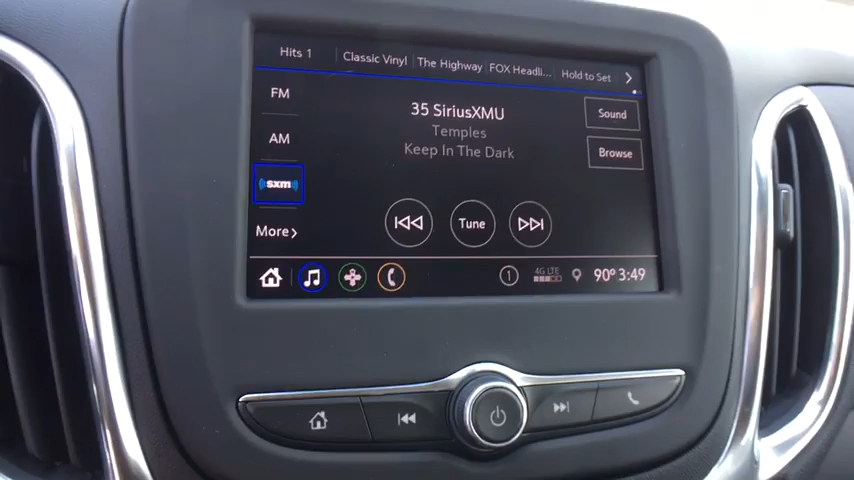 Hits 1
Classic Vinyl
The Highway
FOX Headli...
Hold to Set
FM
35 SiriusXMU
Sound
AM
Temples
Keep In The Dark
Browse
sxm
More
Tune
1
4G LTE
90° 3:49